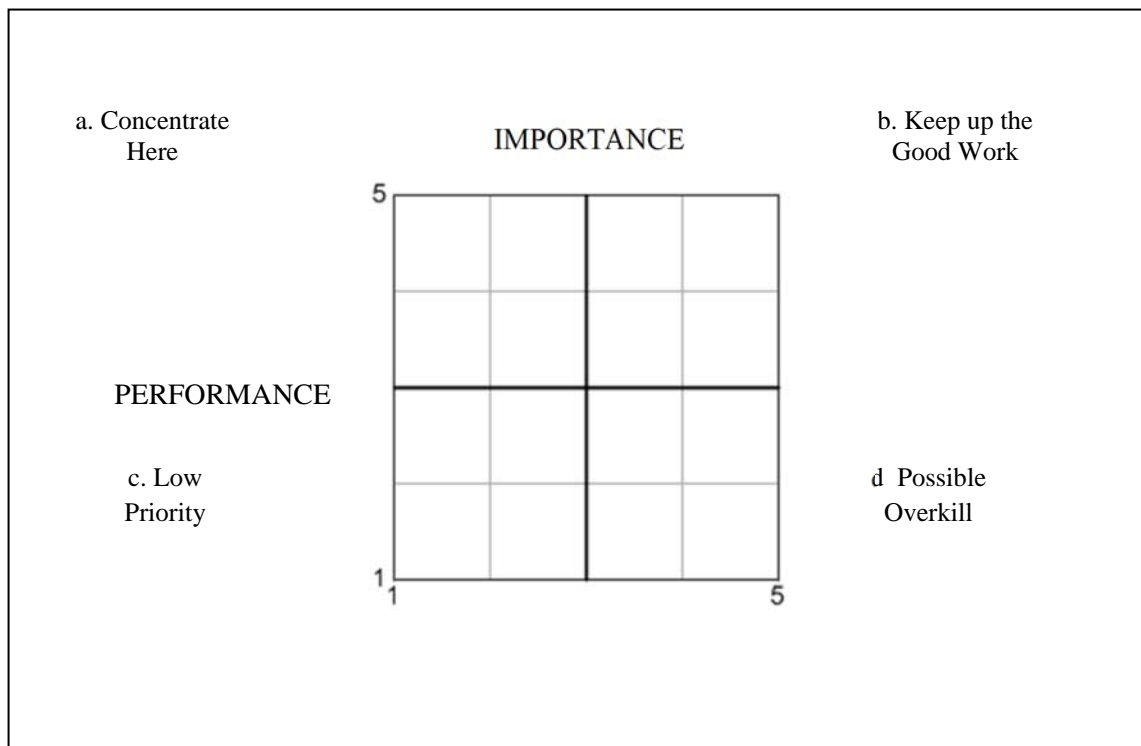 a. Concentrate
Here
IMPORTANCE
b. Keep up the
Good Work
5
PERFORMANCE
c. Low
Priority
d Possible
Overkill
1
1
5